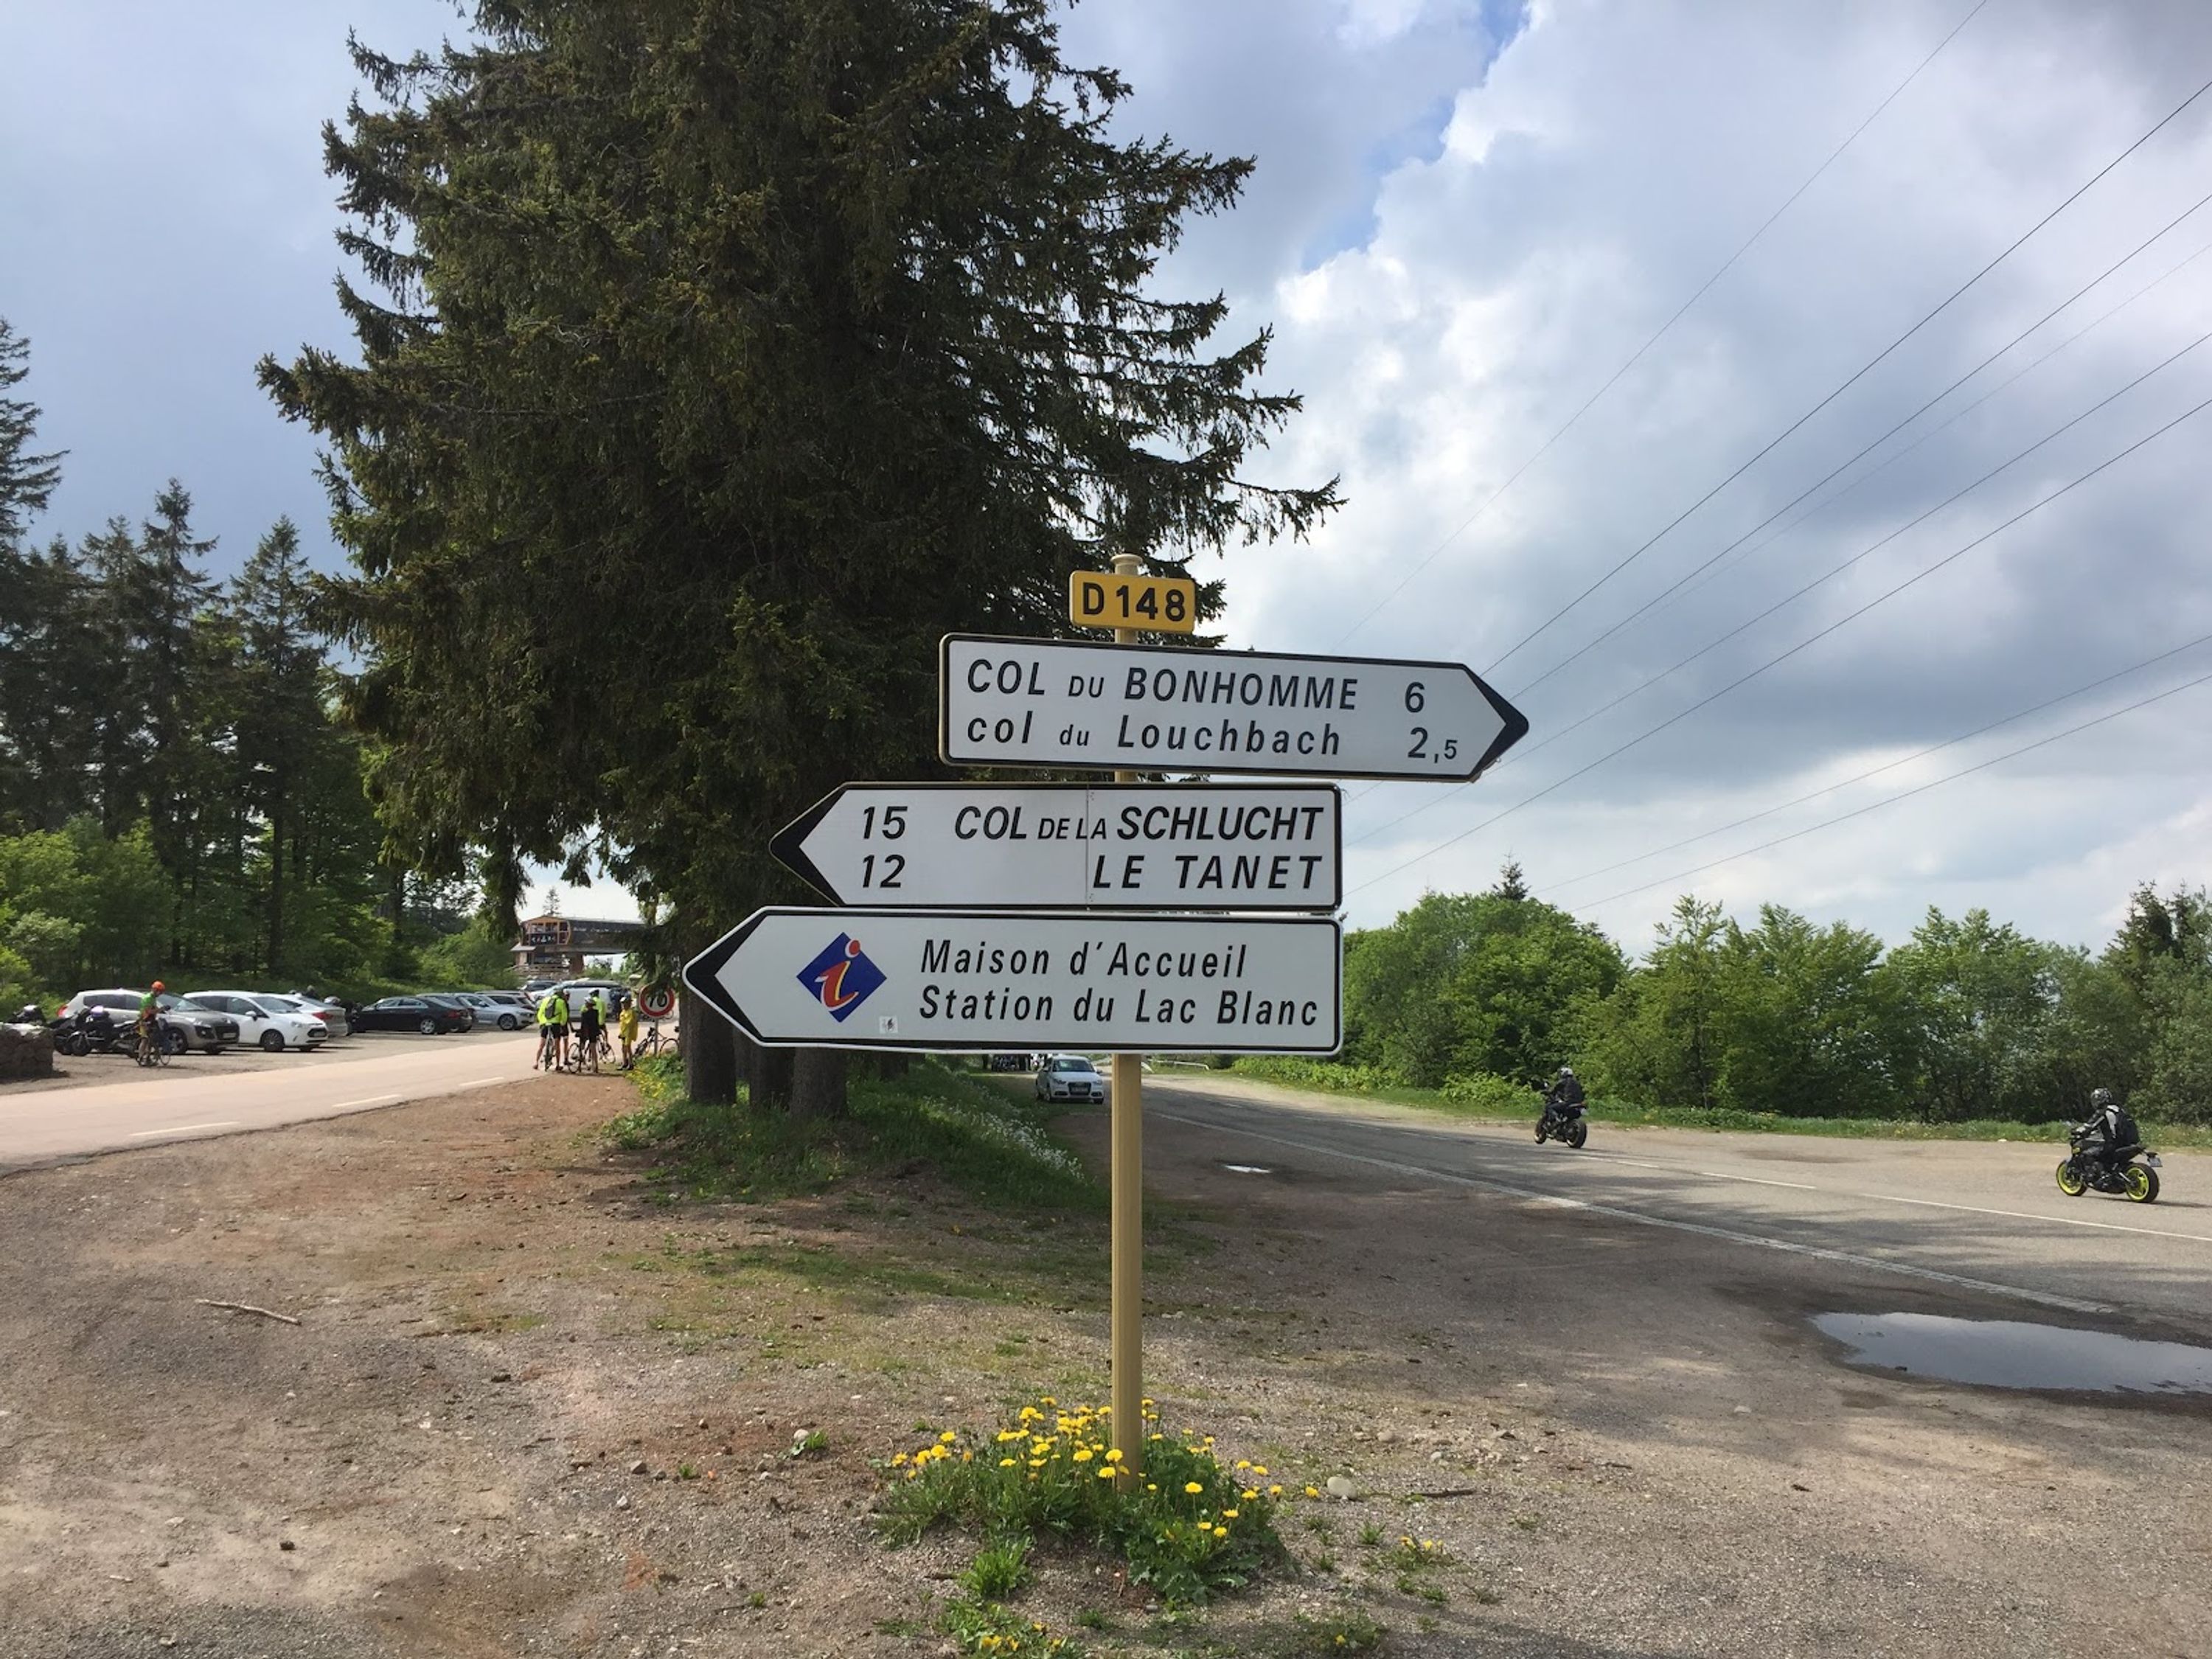 D 148
COL DU BONHOMME 6
col du Louchbach 2,5
15 COL DE LA SCHLUCHT
12 LE TANET
Maison d'Accueil
Station du Lac Blanc
70